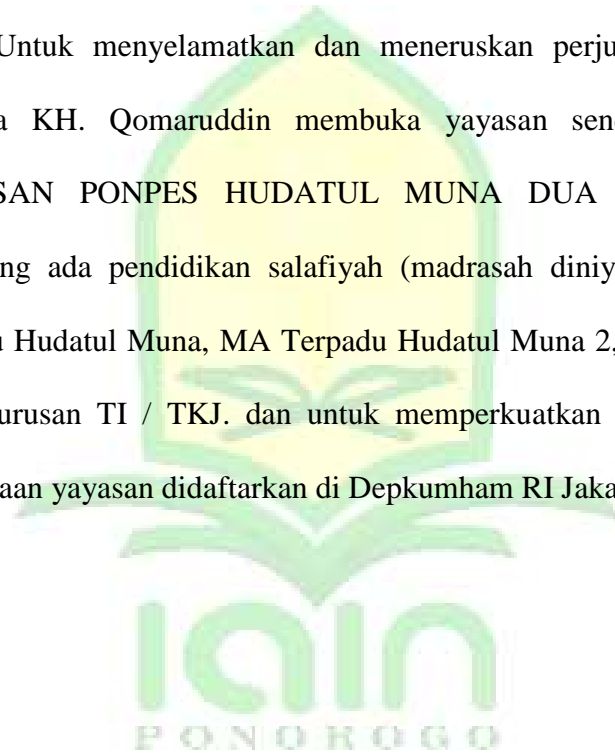 Untuk menyelamatkan dan meneruskan perju
a KH. Qomaruddin membuka yayasan sen
SAN PONPES HUDATUL MUNA DUA
ng ada pendidikan salafiyah (madrasah diniy
u Hudatul Muna, MA Terpadu Hudatul Muna 2,
urusan TI / TKJ. dan untuk memperkuatkan
aan yayasan didaftarkan di Depkumham RI Jaka
iain
PONOROGO